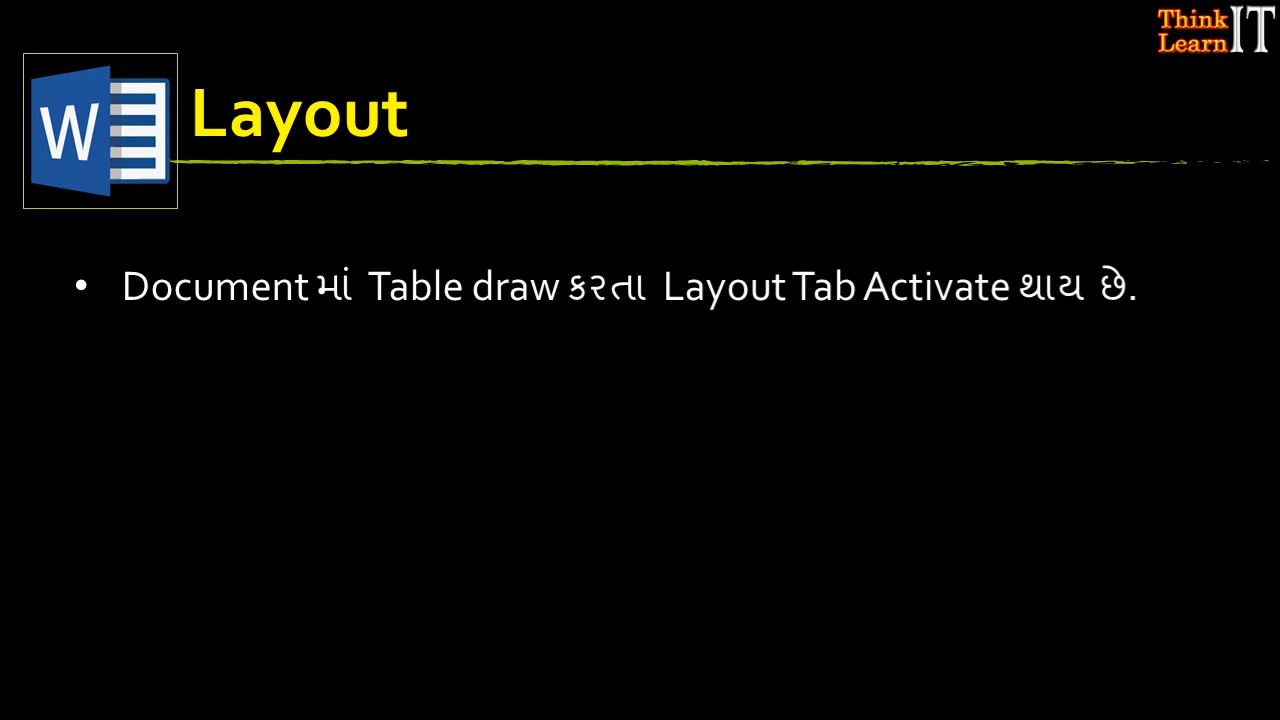 Think
Learn IT
W
Layout
• Document માં Table draw કરતા Layout Tab Activate થાય છે.